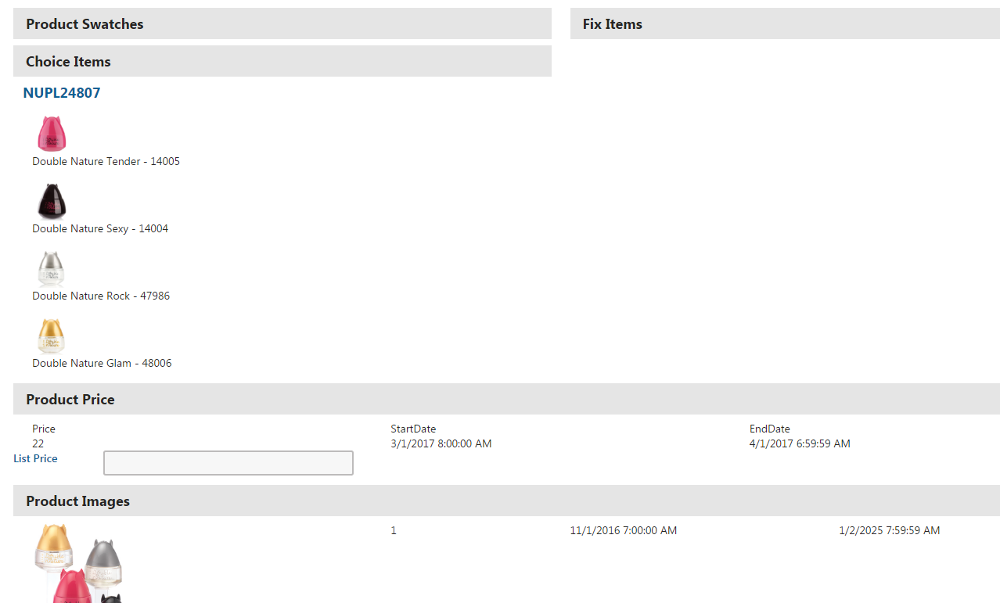 Product Swatches
Fix Items
Choice Items
NUPL24807
Double Nature Tender - 14005
Double Nature Sexy - 14004
Double Nature Rock - 47986
Double Nature Glam - 48006
Product Price
Price StartDate EndDate
22 3/1/2017 8:00:00 AM 4/1/2017 6:59:59 AM
List Price
Product Images
1 11/1/2016 7:00:00 AM 1/2/2025 7:59:59 AM